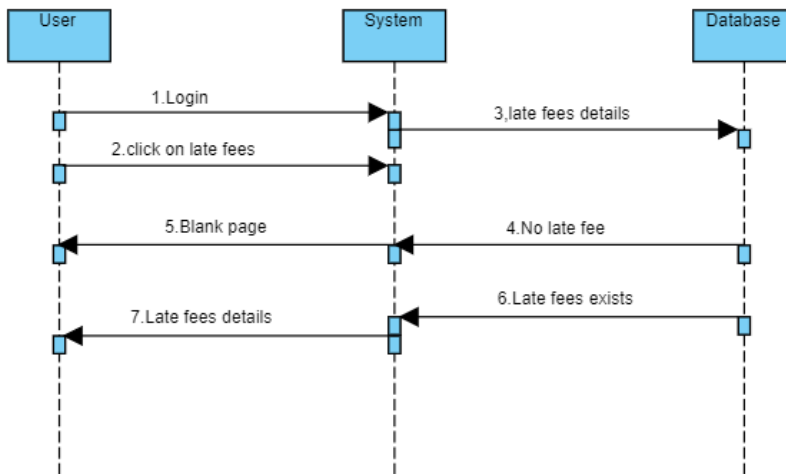 User
System
Database
1.Login
3,late fees details
2.click on late fees
5.Blank page
4.No late fee
6.Late fees exists
7.Late fees details